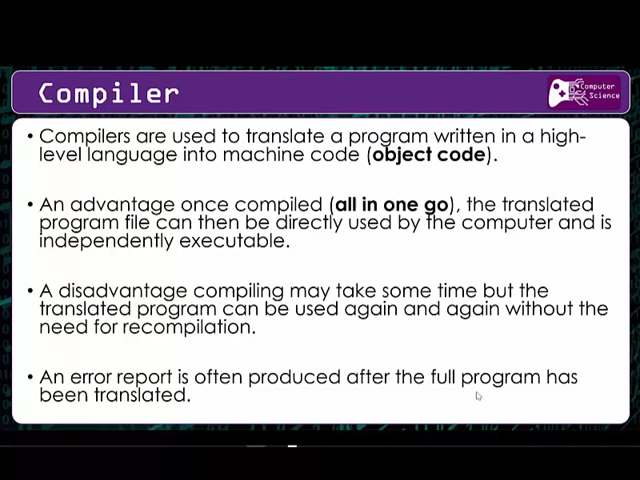 Compiler
Computer
Science
• Compilers are used to translate a program written in a high-
level language into machine code (object code).
• An advantage once compiled (all in one go), the translated
program file can then be directly used by the computer and is
independently executable.
• A disadvantage compiling may take some time but the
translated program can be used again and again without the
need for recompilation.
• An error report is often produced after the full program has
been translated.